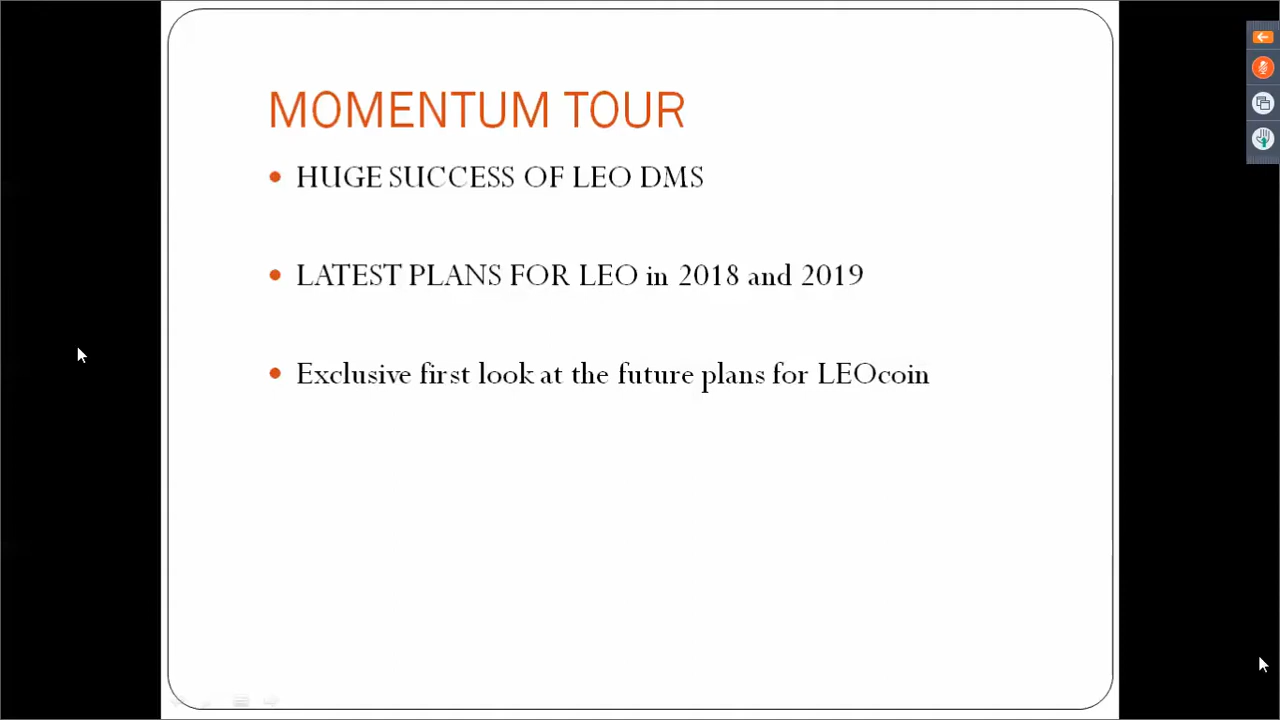 MOMENTUM TOUR
HUGE SUCCESS OF LEO DMS
LATEST PLANS FOR LEO in 2018 and 2019
Exclusive first look at the future plans for LEOcoin